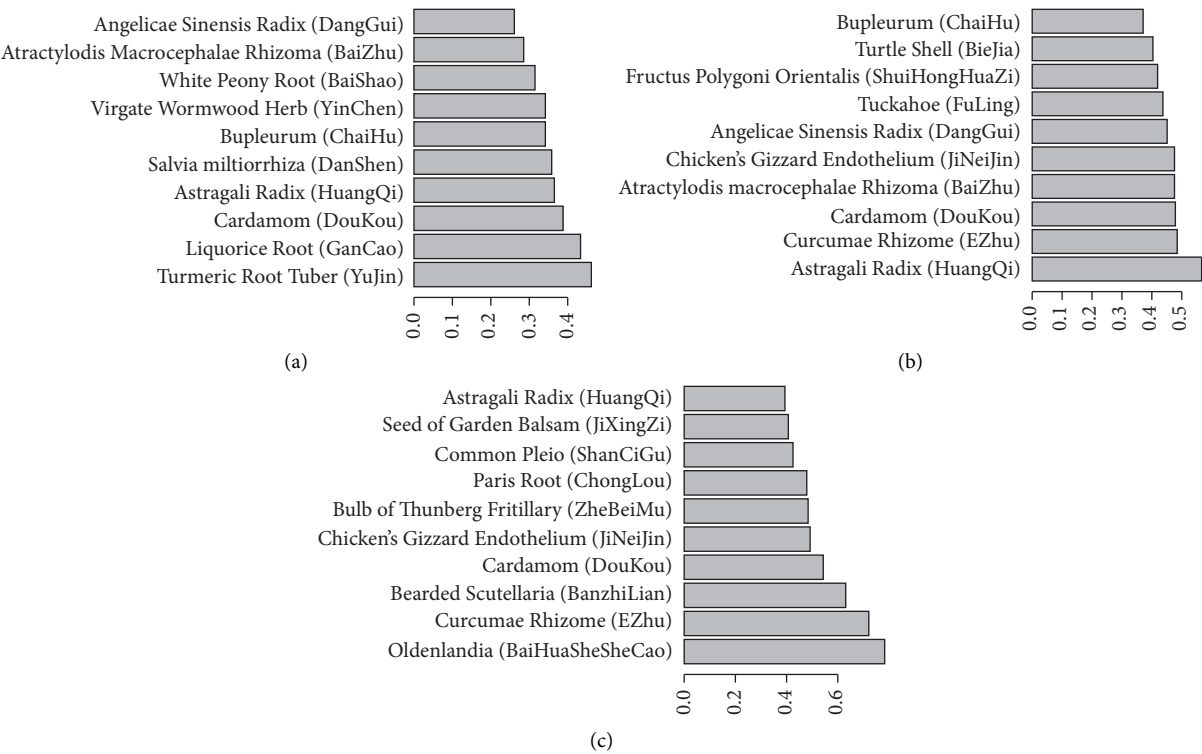 Angelicae Sinensis Radix (DangGui)
Atractylodis Macrocephalae Rhizoma (BaiZhu)
White Peony Root (BaiShao)
Virgate Wormwood Herb (YinChen)
Bupleurum (ChaiHu)
Salvia miltiorrhiza (DanShen)
Astragali Radix (HuangQi)
Cardamom (DouKou)
Liquorice Root (GanCao)
Turmeric Root Tuber (YuJin)
0.0 0.1 0.2 0.3 0.4
(a)
Bupleurum (ChaiHu)
Turtle Shell (BieJia)
Fructus Polygoni Orientalis (ShuiHongHuaZi)
Tuckahoe (FuLing)
Angelicae Sinensis Radix (DangGui)
Chicken's Gizzard Endothelium (JiNeiJin)
Atractylodis macrocephalae Rhizoma (BaiZhu)
Cardamom (DouKou)
Curcumae Rhizome (EZhu)
Astragali Radix (HuangQi)
0.0 0.1 0.2 0.3 0.4 0.5
(b)
Astragali Radix (HuangQi)
Seed of Garden Balsam (JiXingZi)
Common Pleio (ShanCiGu)
Paris Root (ChongLou)
Bulb of Thunberg Fritillary (ZheBeiMu)
Chicken's Gizzard Endothelium (JiNeiJin)
Cardamom (DouKou)
Bearded Scutellaria (BanzhiLian)
Curcumae Rhizome (EZhu)
Oldenlandia (BaiHuaSheSheCao)
0.0 0.2 0.4 0.6
(c)